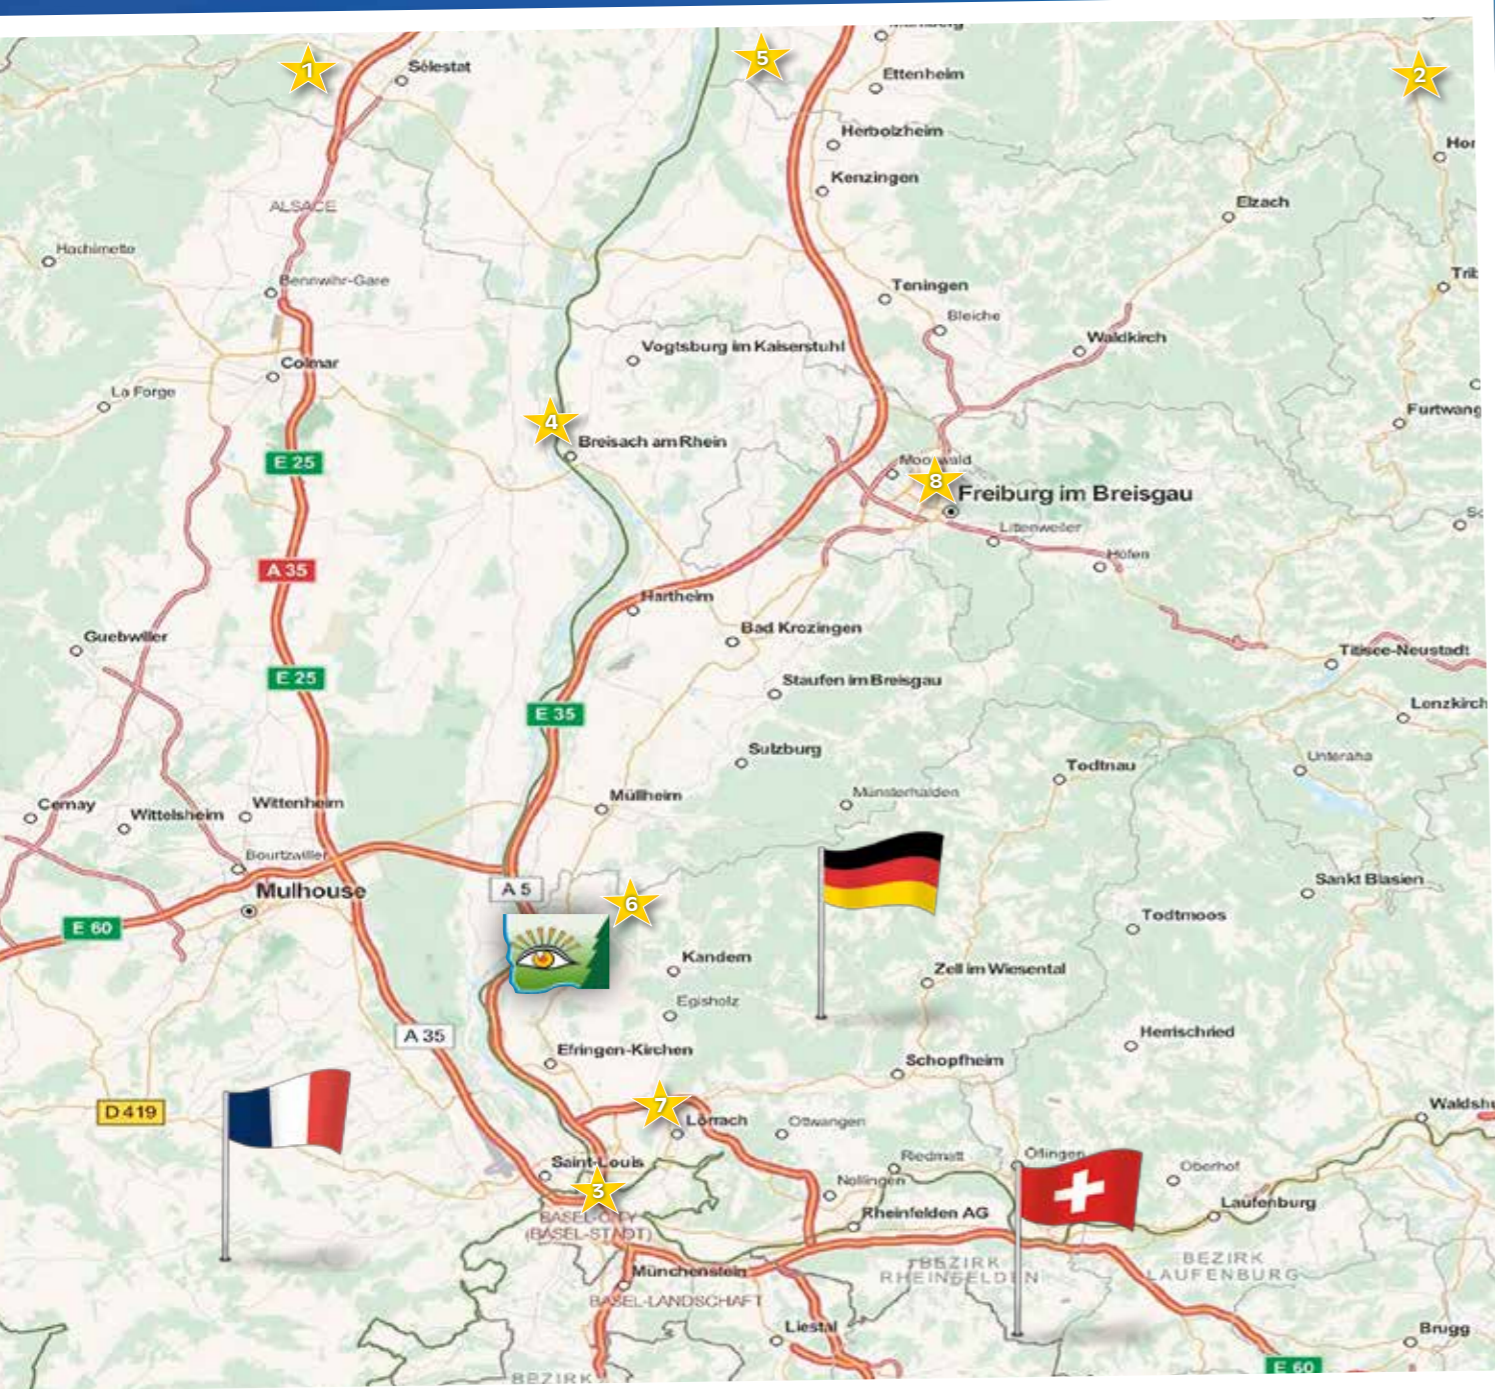 1
Sélestat
5
Ettenheim
2
Herbolzheim
Hor
Kenzingen
ALSACE
Elzach
Hachimette
Bennwihr-Gare
Teningen
Trib
Bleiche
Colmar
Vogtsburg im Kaiserstuhl
Waldkirch
La Forge
Furtwang
4
Breisach am Rhein
E 25
Moo wald
8
Freiburg im Breisgau
Littenweiler
Höfen
A 35
Hartheim
Guebwiller
Bad Krozingen
Titisee-Neustadt
E 25
Staufen im Breisgau
Lenzkirch
E 35
Sulzburg
Unteraha
Todtnau
Münsterhalden
Müllheim
Cernay
Wittelsheim
Wittenheim
Bourtzwiller
Mulhouse
A 5
Sankt Blasien
6
Todtmoos
E 60
Kandern
Zell im Wiesental
Egisholz
A 35
Herrischried
Efringen-Kirchen
Schopfheim
D 419
7
Waldshu
Lörrach
Ottwangen
Saint-Louis
Riedmatt
Öflingen
Oberhof
3
Nollingen
Laufenburg
BASEL-CITY
(BASEL-STADT)
Rheinfelden AG
BEZIRK
RHEINFELDEN
BEZIRK
LAUFENBURG
Münchenstein
BASEL-LANDSCHAFT
Liestal
Brugg
E 60
BEZIRK